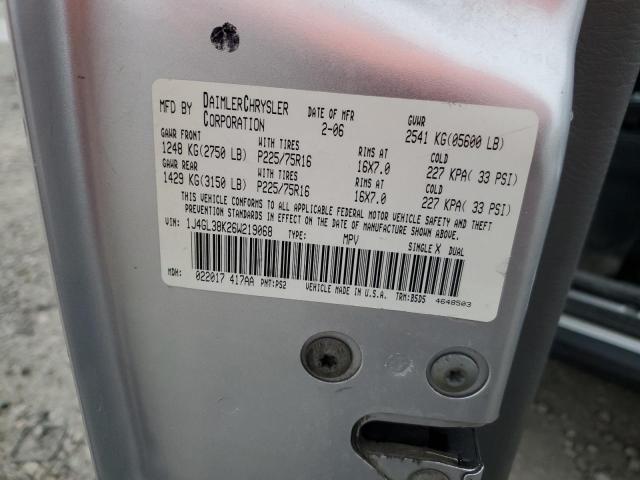 MFD BY DAIMLERCHRYSLER CORPORATION DATE OF MFR 2-06 GVWR 2541 KG(05600 LB)
GAWR FRONT WITH TIRES RIMS AT COLD
1248 KG(2750 LB) P225/75R16 16X7.0 227 KPA( 33 PSI)
GAWR REAR WITH TIRES RIMS AT COLD
1429 KG(3150 LB) P225/75R16 16X7.0 227 KPA( 33 PSI)
THIS VEHICLE CONFORMS TO ALL APPLICABLE FEDERAL MOTOR VEHICLE SAFETY AND THEFT
PREVENTION STANDARDS IN EFFECT ON THE DATE OF MANUFACTURE SHOWN ABOVE.
VIN: 1J4GL38K26W219068 TYPE: MPV SINGLE X DUAL
MDH: 022017 417AA PNT:PS2 VEHICLE MADE IN U.S.A. TRM:B5D5 4648503